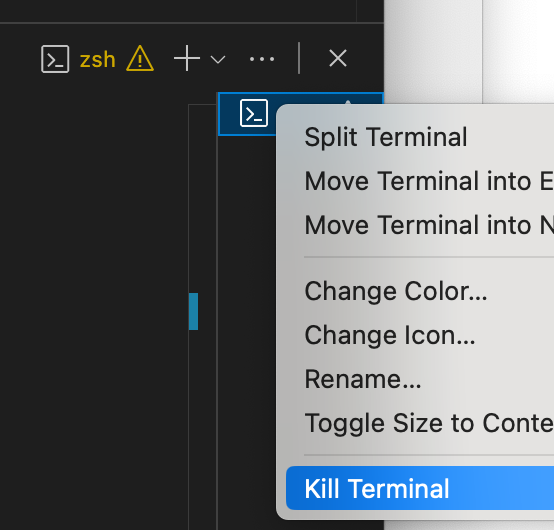 zsh
Split Terminal
Move Terminal into E
Move Terminal into N
Change Color...
Change Icon...
Rename...
Toggle Size to Conte
Kill Terminal